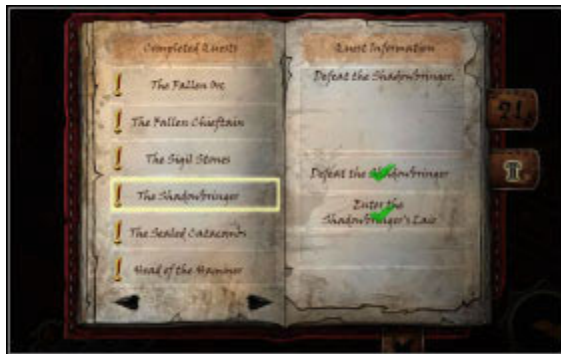 Completed Quests
The Fallen Orc
The Fallen Chieftain
The Sigil Stones
The Shadowbringer
The Sealed Catacombs
Head of the Hammer
Quest Information
Defeat the Shadowbringer.
Defeat the Shadowbringer
Enter the
Shadowbringer's Lair